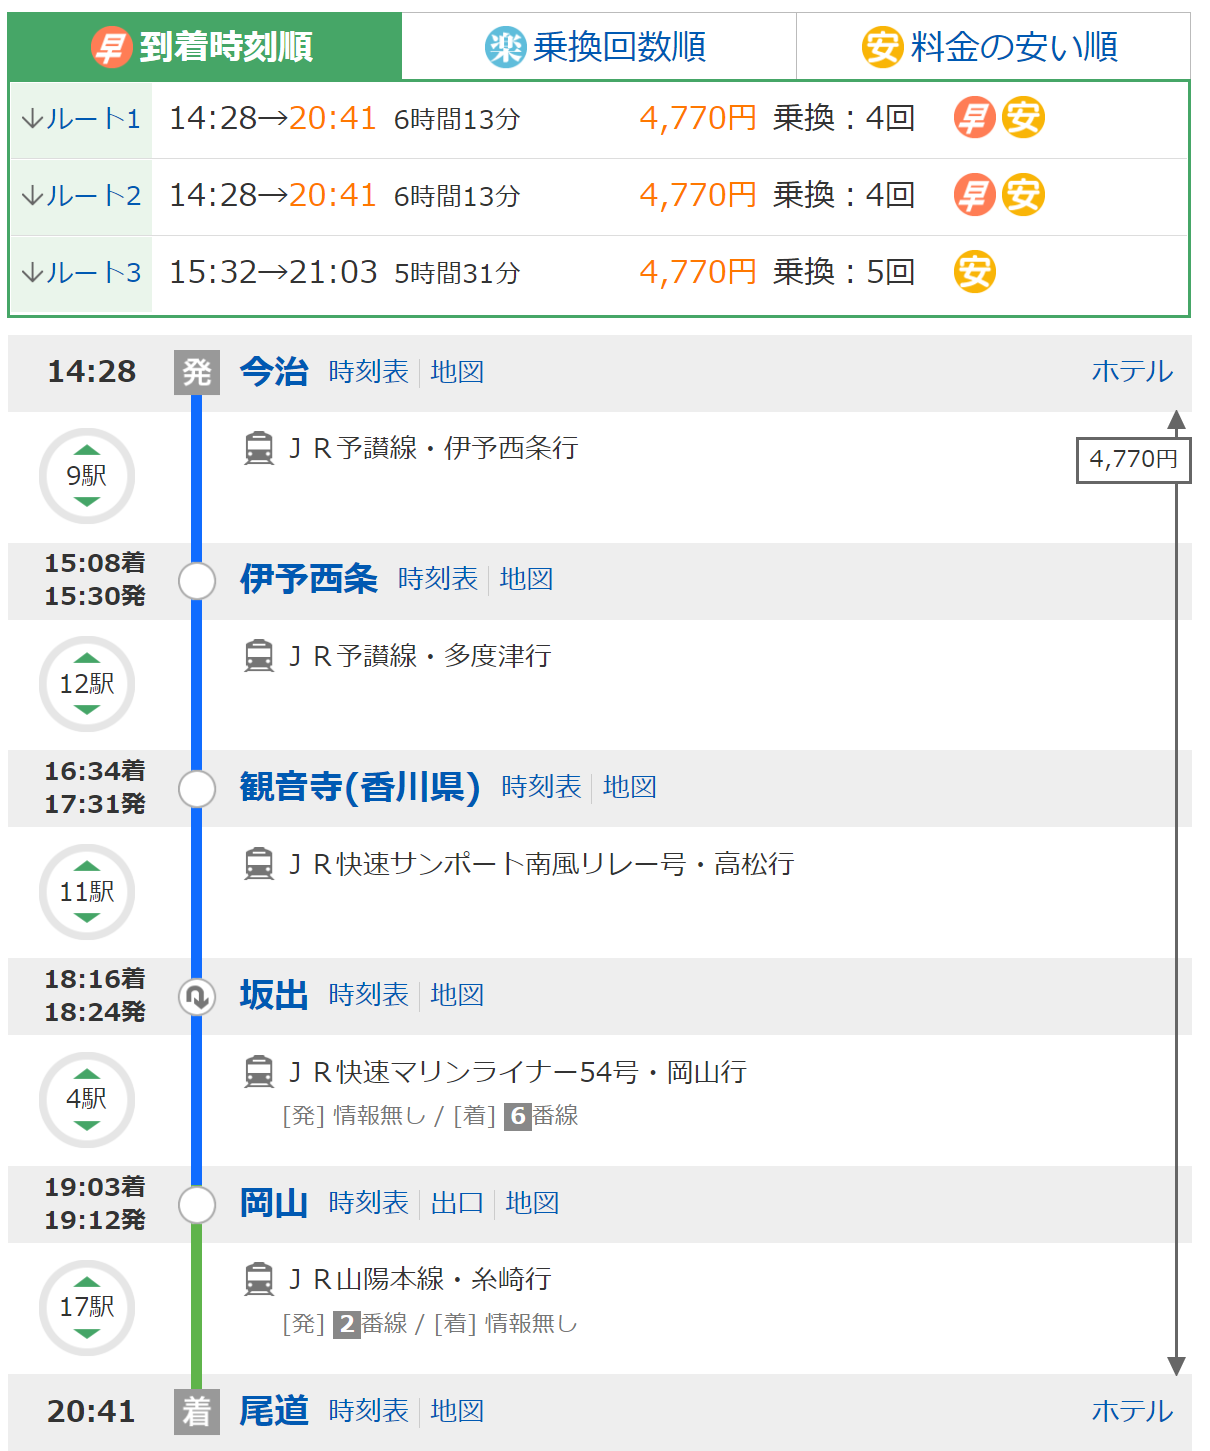 早 到着時刻順 楽 乗換回数順 安 料金の安い順
↓ルート1 14:28→20:41 6時間13分 4,770円 乗換：4回 早 安
↓ルート2 14:28→20:41 6時間13分 4,770円 乗換：4回 早 安
↓ルート3 15:32→21:03 5時間31分 4,770円 乗換：5回 安
14:28 発 今治 時刻表 地図 ホテル
ＪＲ予讃線・伊予西条行
4,770円
9駅
15:08着
15:30発
伊予西条 時刻表 地図
ＪＲ予讃線・多度津行
12駅
16:34着
17:31発
観音寺(香川県) 時刻表 地図
ＪＲ快速サンポート南風リレー号・高松行
11駅
18:16着
18:24発
坂出 時刻表 地図
ＪＲ快速マリンライナー54号・岡山行
4駅
[発] 情報無し / [着] 6番線
19:03着
19:12発
岡山 時刻表 出口 地図
ＪＲ山陽本線・糸崎行
17駅
[発] 2番線 / [着] 情報無し
20:41 着 尾道 時刻表 地図 ホテル